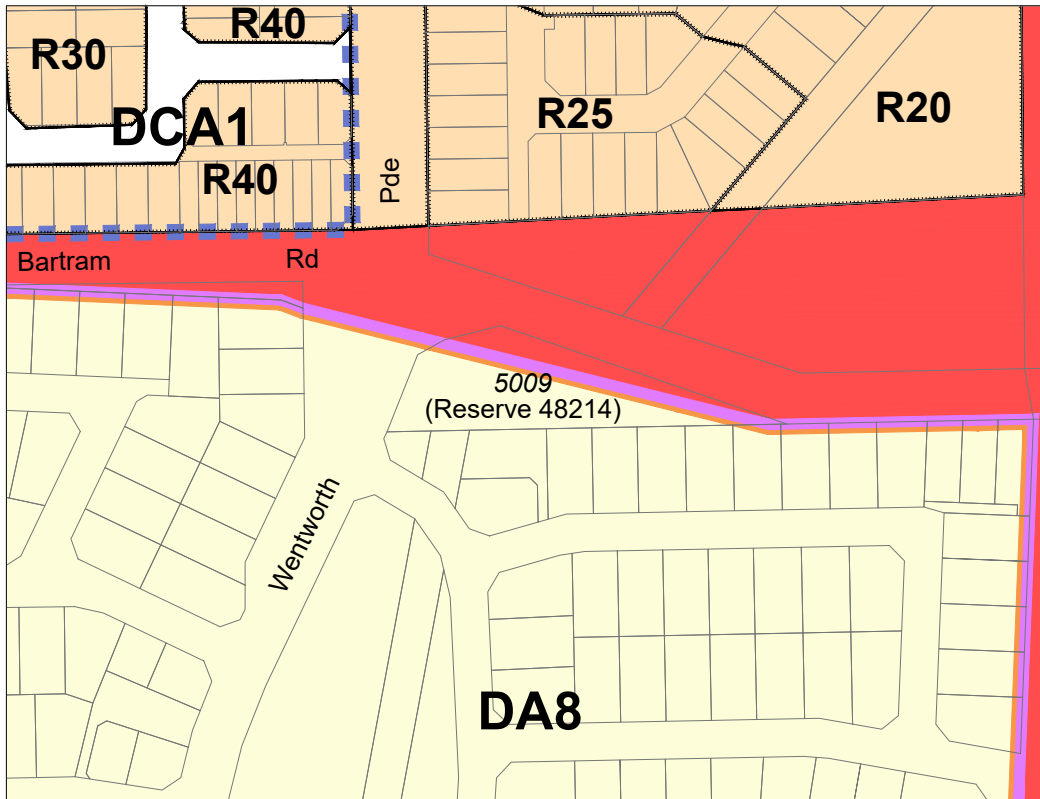 R40
R30
DCA1
R25
R20
R40
Pde
Bartram Rd
5009
(Reserve 48214)
Wentworth
DA8